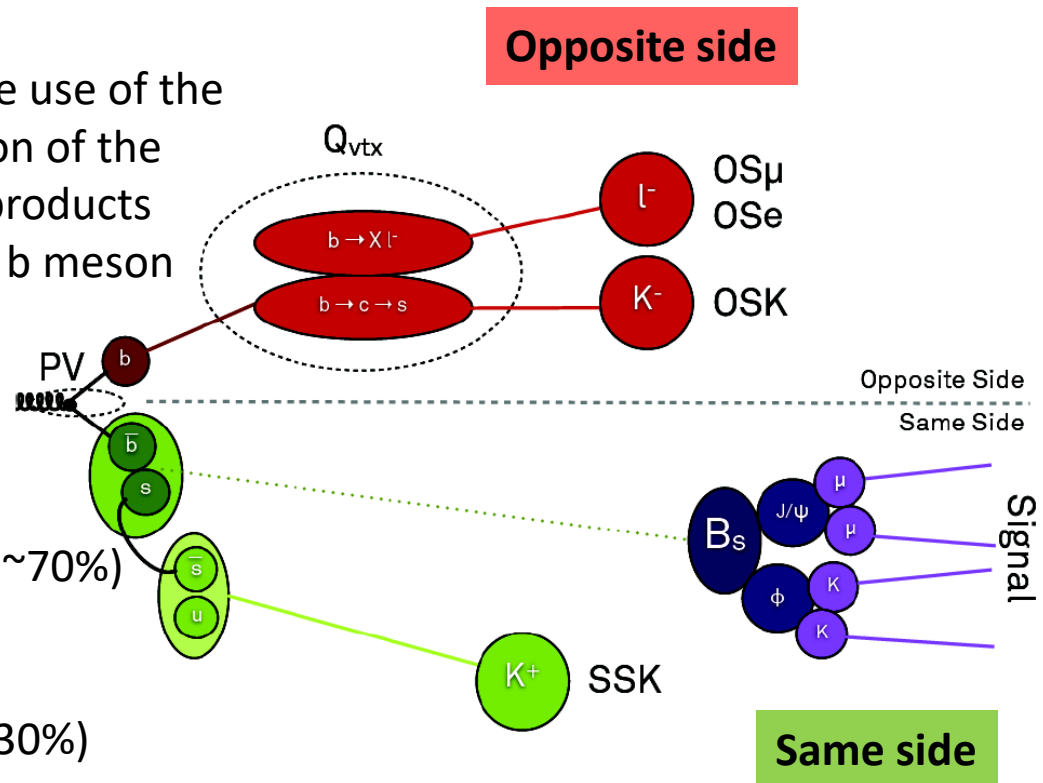 Opposite side
e use of the
on of the
products
b meson
Q_vtx
b → X l⁻
b → c → s
l⁻
OSμ
OSe
K⁻
OSK
PV
b
Opposite Side
Same Side
b̄
s
~70%)
s̄
u
K⁺
SSK
Bₛ
J/ψ
μ
μ
ϕ
K
K
Signal
30%)
Same side